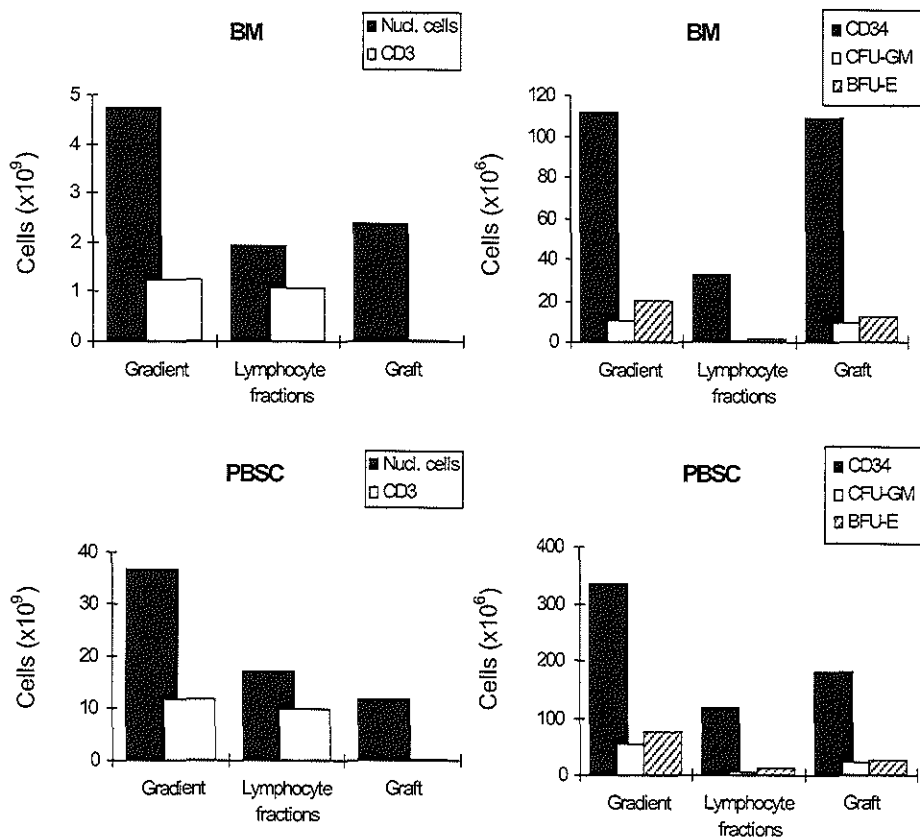 BM
Nucl. cells
CD3
Cells (x10⁹)
5
4
3
2
1
0
Gradient
Lymphocyte
fractions
Graft
BM
CD34
CFU-GM
BFU-E
Cells (x10⁶)
120
100
80
60
40
20
0
Gradient
Lymphocyte
fractions
Graft
PBSC
Nucl. cells
CD3
Cells (x10⁹)
40
30
20
10
0
Gradient
Lymphocyte
fractions
Graft
PBSC
CD34
CFU-GM
BFU-E
Cells (x10⁶)
400
300
200
100
0
Gradient
Lymphocyte
fractions
Graft